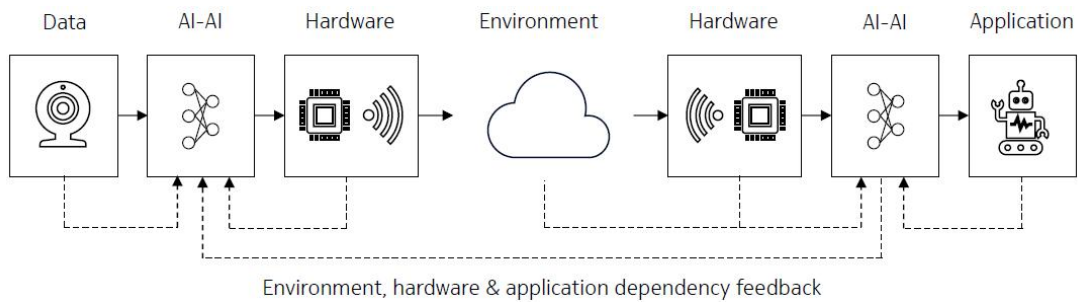 Data
AI-AI
Hardware
Environment
Hardware
AI-AI
Application
Environment, hardware & application dependency feedback